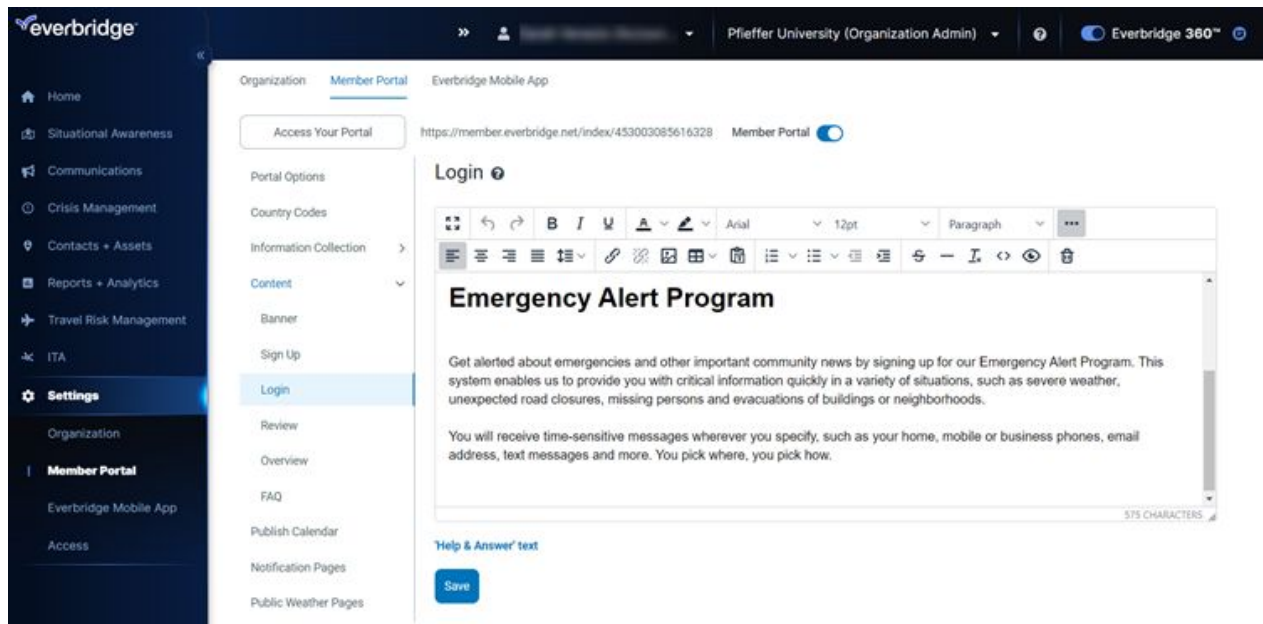 everbridge
Pfieffer University (Organization Admin)
Everbridge 360™
Home
Situational Awareness
Communications
Crisis Management
Contacts + Assets
Reports + Analytics
Travel Risk Management
ITA
Settings
Organization
Member Portal
Everbridge Mobile App
Access
Organization
Member Portal
Everbridge Mobile App
Access Your Portal
https://member.everbridge.net/index/453003085616328
Member Portal
Portal Options
Country Codes
Information Collection
Content
Banner
Sign Up
Login
Review
Overview
FAQ
Publish Calendar
Notification Pages
Public Weather Pages
Login
Arial
12pt
Paragraph
Emergency Alert Program
Get alerted about emergencies and other important community news by signing up for our Emergency Alert Program. This
system enables us to provide you with critical information quickly in a variety of situations, such as severe weather,
unexpected road closures, missing persons and evacuations of buildings or neighborhoods.
You will receive time-sensitive messages wherever you specify, such as your home, mobile or business phones, email
address, text messages and more. You pick where, you pick how.
575 CHARACTERS
'Help & Answer' text
Save